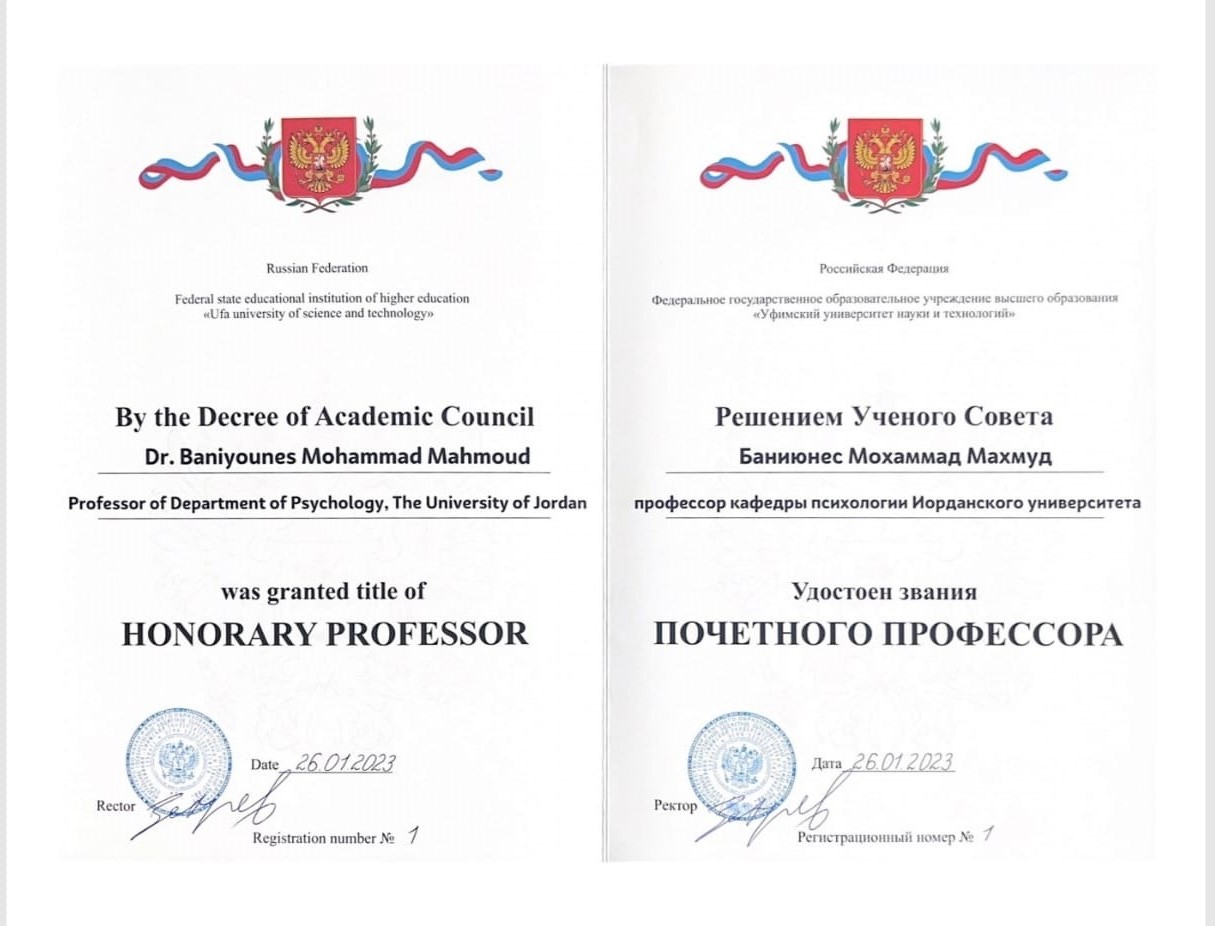 Russian Federation
Federal state educational institution of higher education
«Ufa university of science and technology»
By the Decree of Academic Council
Dr. Baniyounes Mohammad Mahmoud
Professor of Department of Psychology, The University of Jordan
was granted title of
HONORARY PROFESSOR
Date 26.01.2023
Rector
Registration number № 1
Российская Федерация
Федеральное государственное образовательное учреждение высшего образования
«Уфимский университет науки и технологий»
Решением Ученого Совета
Баниюнес Мохаммад Махмуд
профессор кафедры психологии Иорданского университета
Удостоен звания
ПОЧЕТНОГО ПРОФЕССОРА
Дата 26.01.2023
Ректор
Регистрационный номер № 1